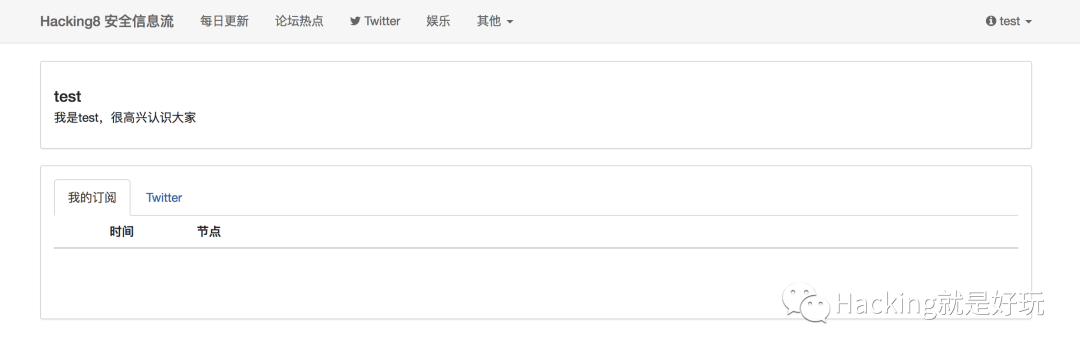 Hacking8 安全信息流 每日更新 论坛热点 Twitter 娱乐 其他 test
test
我是test，很高兴认识大家
我的订阅 Twitter
时间 节点
Hacking就是好玩